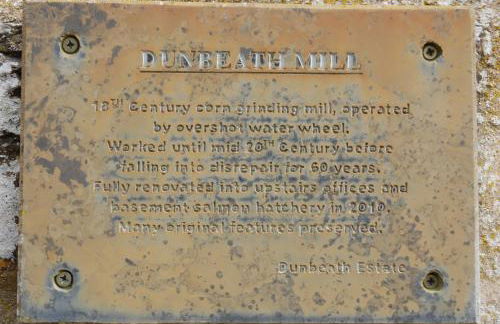 DUNBEATH MILL
18TH Century corn grinding mill, operated
by overshot water wheel.
Worked until mid 20TH Century before
falling into disrepair for 60 years.
Fully renovated into upstairs offices and
basement salmon hatchery in 2010.
Many original features preserved.
Dunbeath Estate